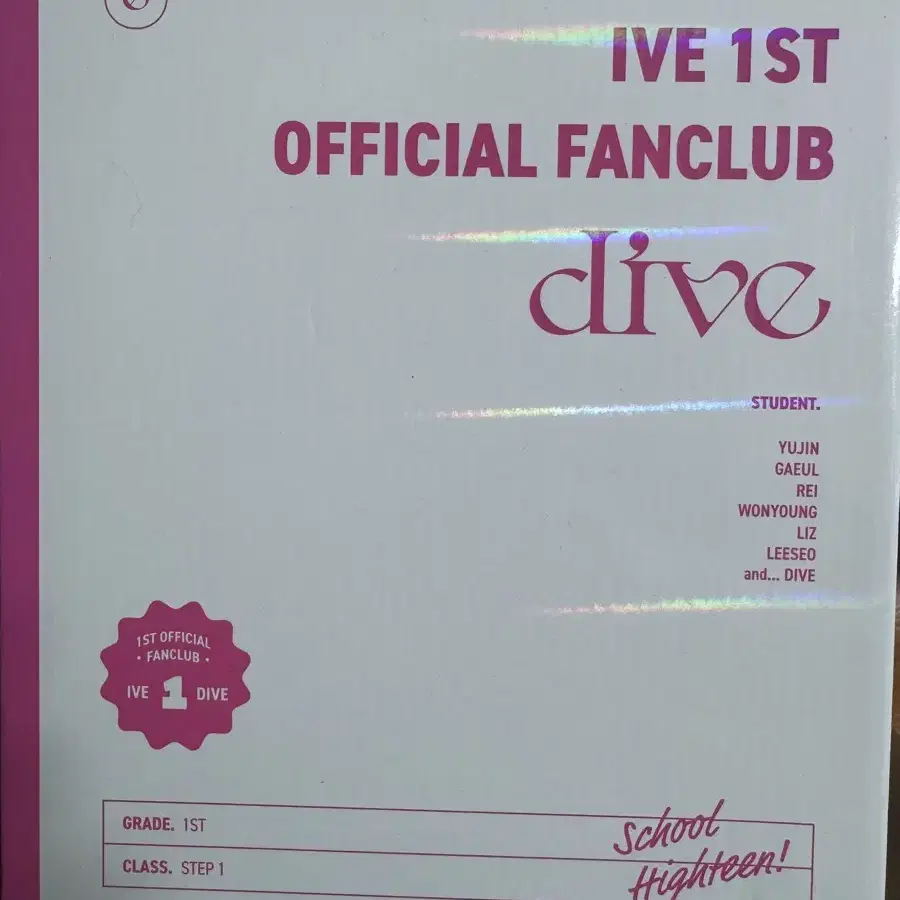 IVE 1ST
OFFICIAL FANCLUB
dive
STUDENT.
YUJIN
GAEUL
REI
WONYOUNG
LIZ
LEESEO
and... DIVE
1ST OFFICIAL
• FANCLUB •
IVE 1 DIVE
GRADE. 1ST
CLASS. STEP 1
School
Highteen!